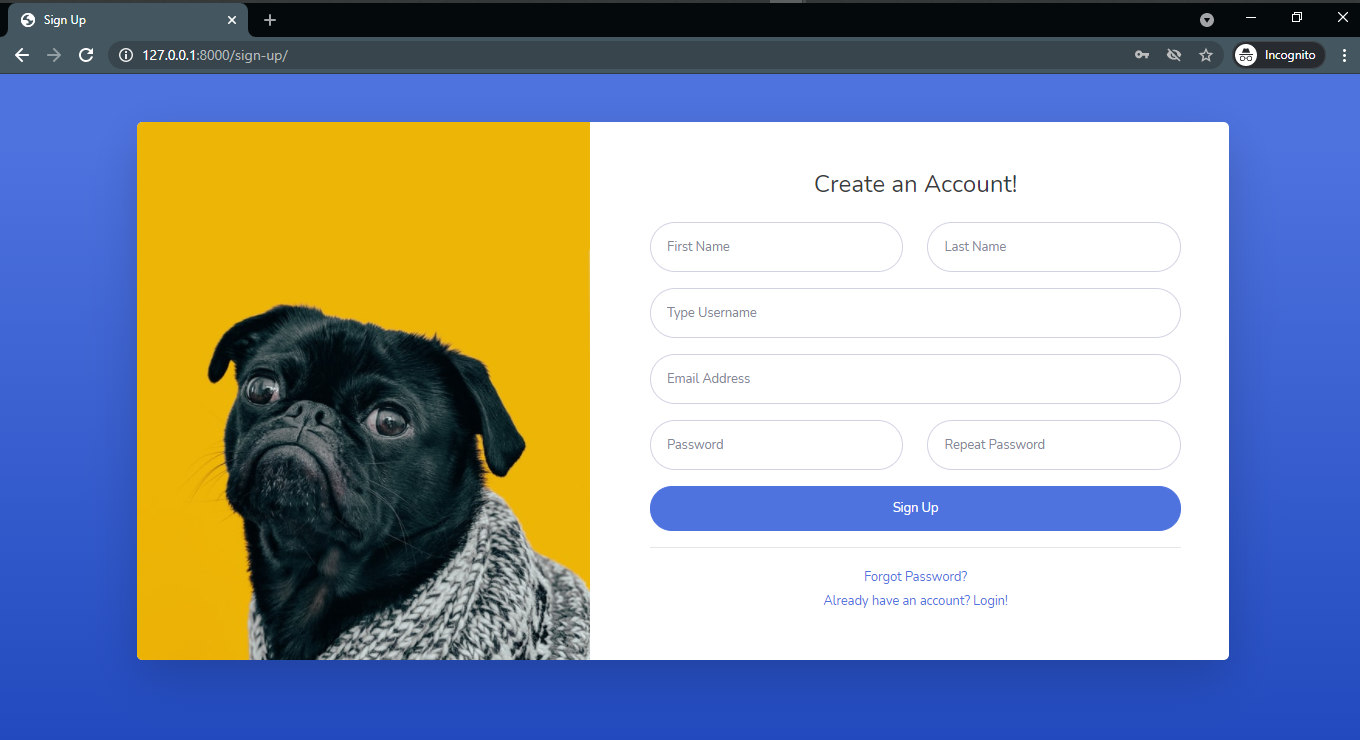 Sign Up
127.0.0.1:8000/sign-up/
Incognito
Create an Account!
First Name
Last Name
Type Username
Email Address
Password
Repeat Password
Sign Up
Forgot Password?
Already have an account? Login!